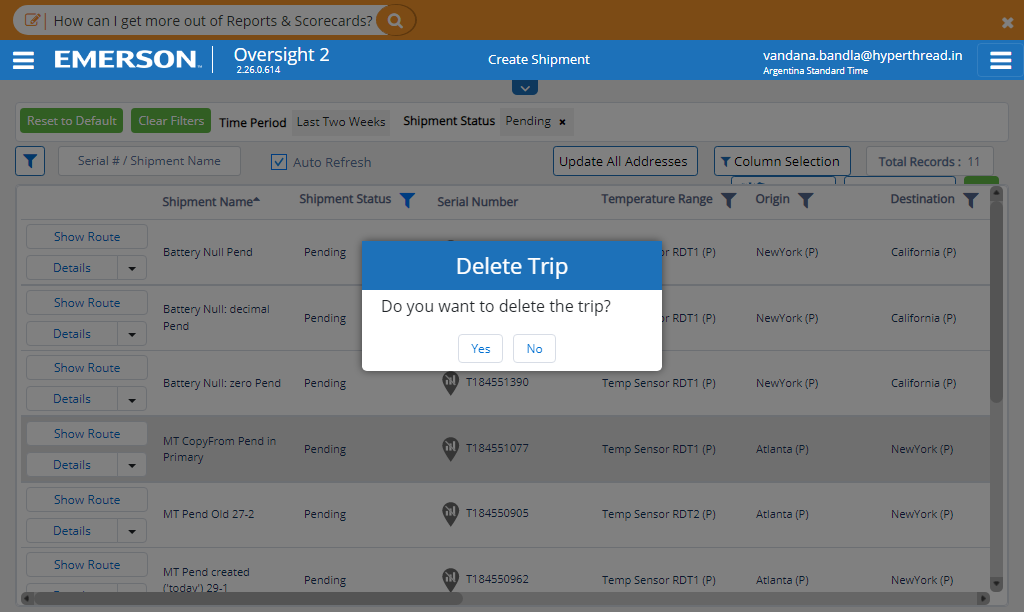 How can I get more out of Reports & Scorecards?
EMERSON
Oversight 2
2.26.0.614
Create Shipment
vandana.bandla@hyperthread.in
Argentina Standard Time
Reset to Default
Clear Filters
Time Period
Last Two Weeks
Shipment Status
Pending ×
Serial # / Shipment Name
Auto Refresh
Update All Addresses
Column Selection
Total Records : 11
Shipment Name
Shipment Status
Serial Number
Temperature Range
Origin
Destination
Show Route
Details
Battery Null Pend
Pending
RDT1 (P)
NewYork (P)
California (P)
Show Route
Details
Battery Null: decimal
Pend
Pending
RDT1 (P)
NewYork (P)
California (P)
Show Route
Details
Battery Null: zero Pend
Pending
T184551390
Temp Sensor RDT1 (P)
NewYork (P)
California (P)
Show Route
Details
MT CopyFrom Pend in
Primary
Pending
T184551077
Temp Sensor RDT1 (P)
Atlanta (P)
NewYork (P)
Show Route
Details
MT Pend Old 27-2
Pending
T184550905
Temp Sensor RDT2 (P)
Atlanta (P)
NewYork (P)
Show Route
MT Pend created
('today') 29-1
Pending
T184550962
Temp Sensor RDT1 (P)
Atlanta (P)
NewYork (P)
Delete Trip
Do you want to delete the trip?
Yes
No